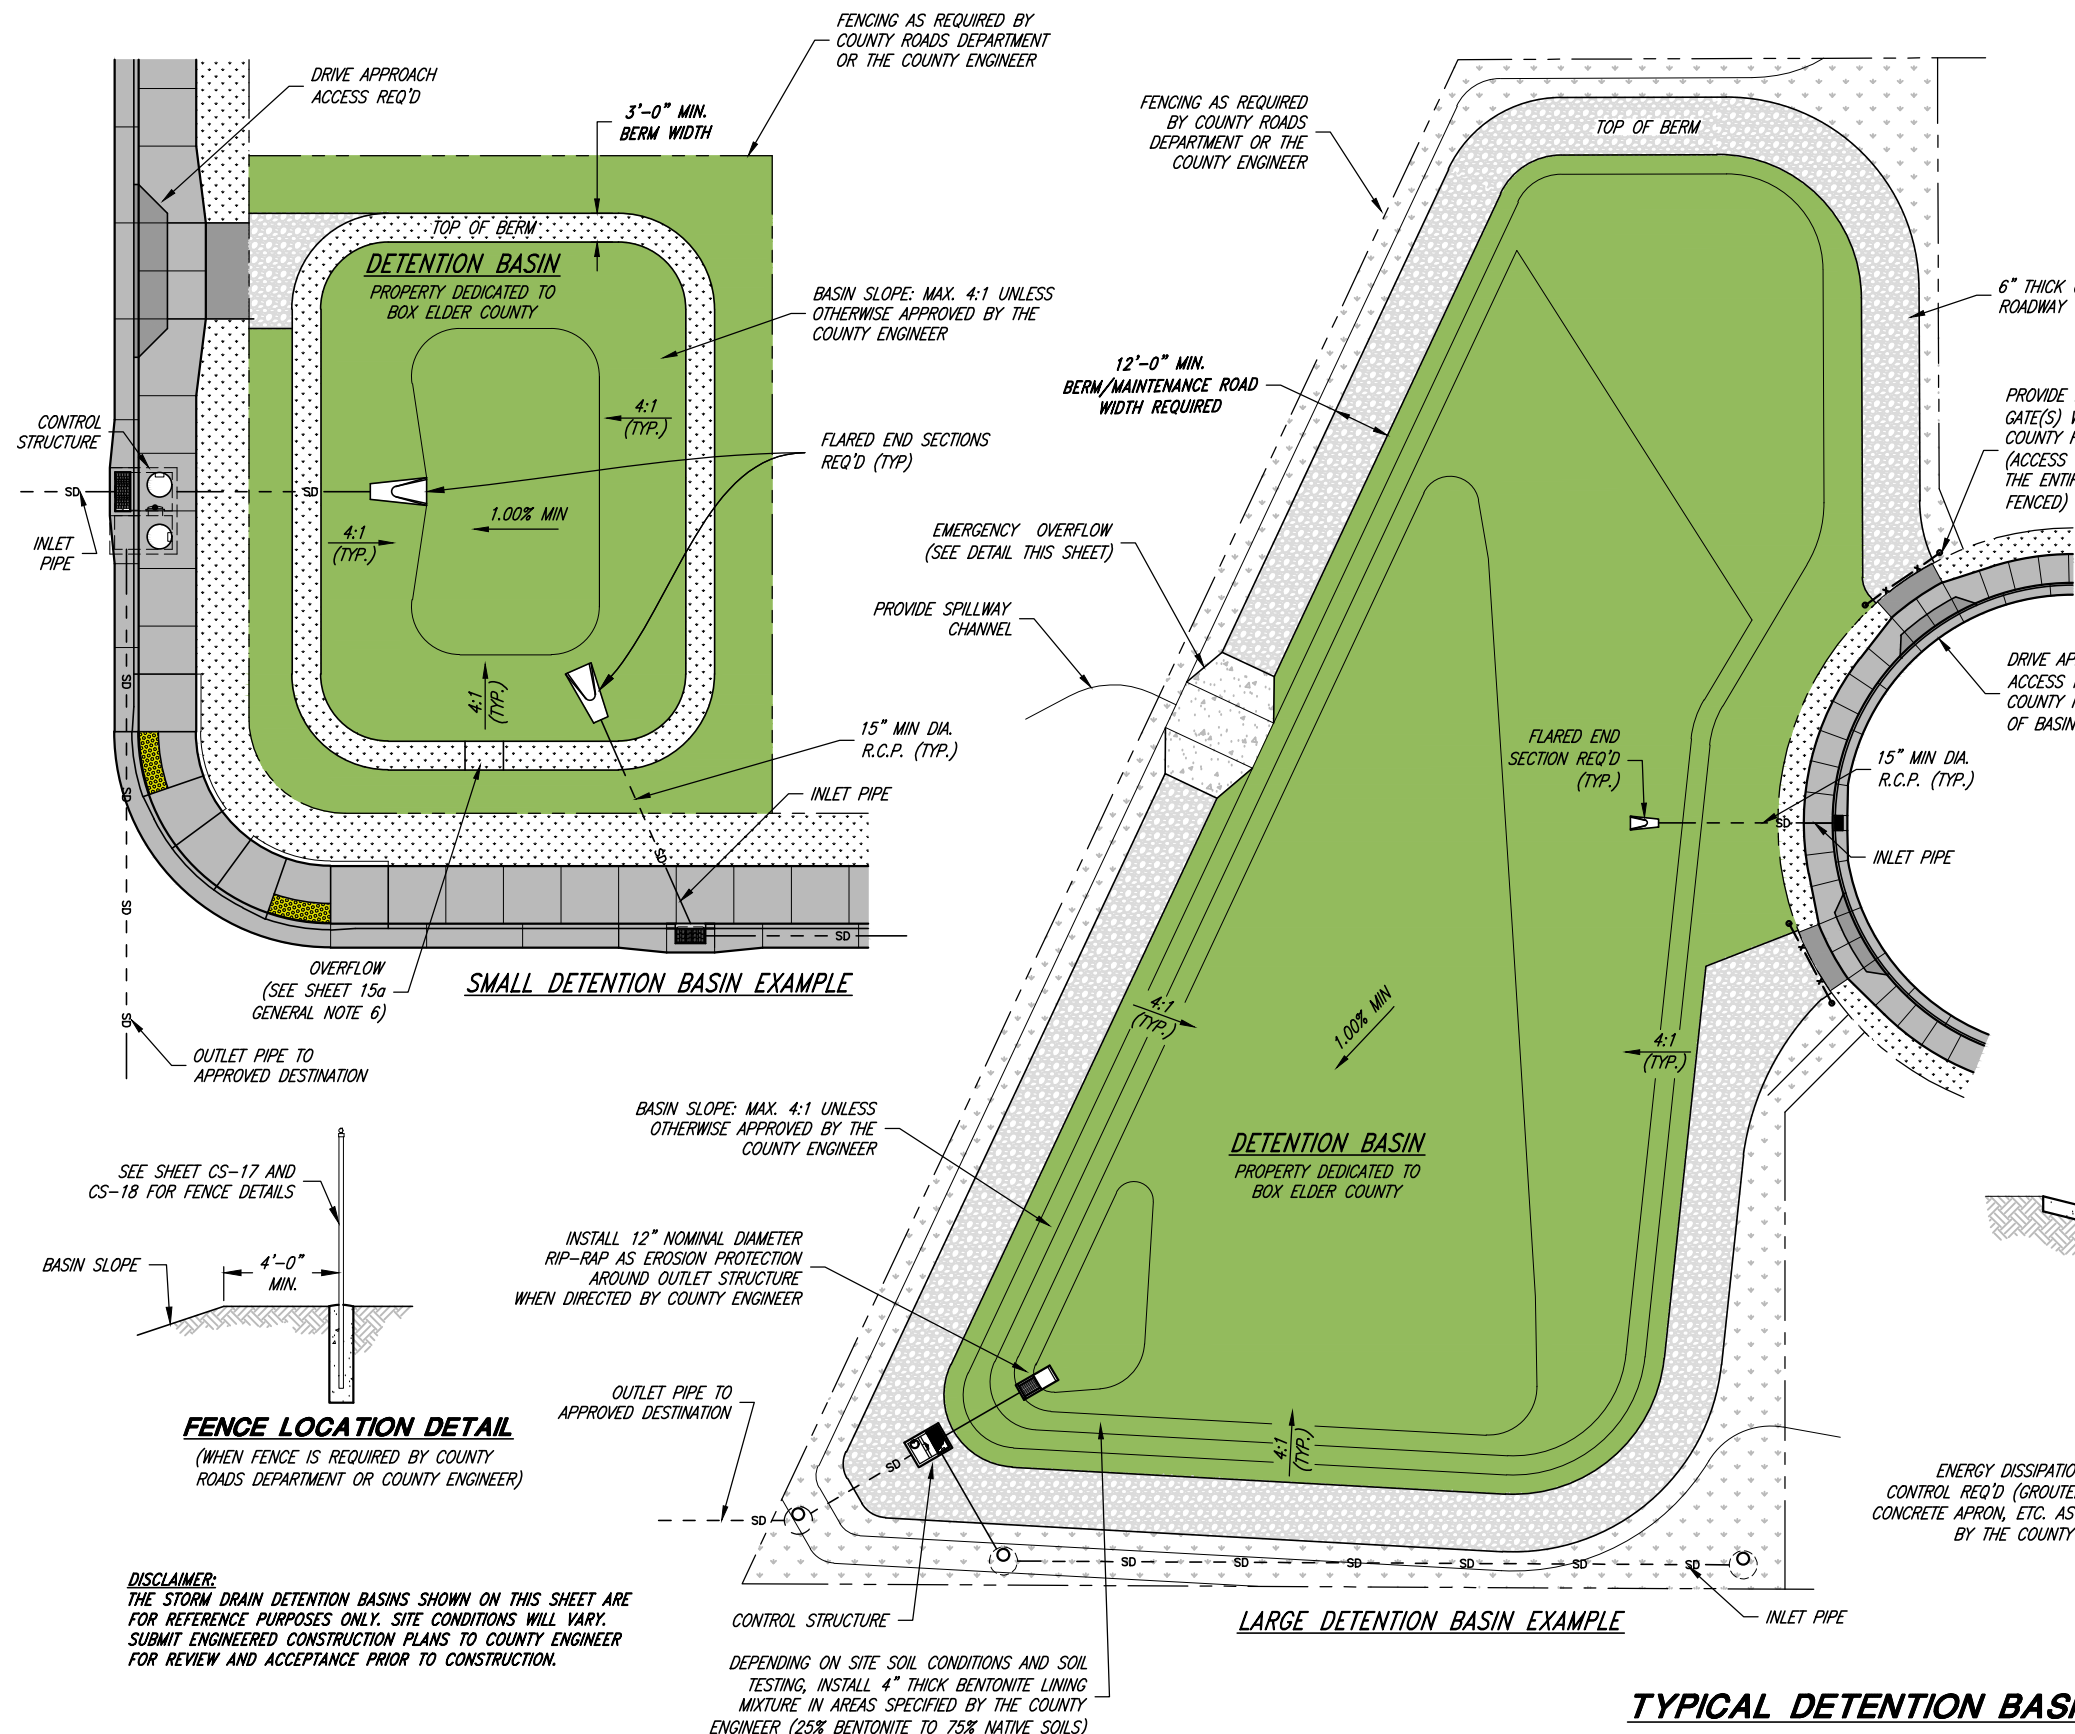 FENCING AS REQUIRED BY
COUNTY ROADS DEPARTMENT
OR THE COUNTY ENGINEER
DRIVE APPROACH
ACCESS REQ'D
3'-0" MIN.
BERM WIDTH
TOP OF BERM
DETENTION BASIN
PROPERTY DEDICATED TO
BOX ELDER COUNTY
BASIN SLOPE: MAX. 4:1 UNLESS
OTHERWISE APPROVED BY THE
COUNTY ENGINEER
4:1
(TYP.)
CONTROL
STRUCTURE
FLARED END SECTIONS
REQ'D (TYP)
SD
SD
1.00% MIN
INLET
PIPE
4:1
(TYP.)
4:1
(TYP.)
SD
15" MIN DIA.
R.C.P. (TYP.)
INLET PIPE
SD
SD
SD
SD
SD
OVERFLOW
(SEE SHEET 15a
GENERAL NOTE 6)
SMALL DETENTION BASIN EXAMPLE
OUTLET PIPE TO
APPROVED DESTINATION
SEE SHEET CS-17 AND
CS-18 FOR FENCE DETAILS
BASIN SLOPE
4'-0"
MIN.
FENCE LOCATION DETAIL
(WHEN FENCE IS REQUIRED BY COUNTY
ROADS DEPARTMENT OR COUNTY ENGINEER)
DISCLAIMER:
THE STORM DRAIN DETENTION BASINS SHOWN ON THIS SHEET ARE
FOR REFERENCE PURPOSES ONLY. SITE CONDITIONS WILL VARY.
SUBMIT ENGINEERED CONSTRUCTION PLANS TO COUNTY ENGINEER
FOR REVIEW AND ACCEPTANCE PRIOR TO CONSTRUCTION.
FENCING AS REQUIRED
BY COUNTY ROADS
DEPARTMENT OR THE
COUNTY ENGINEER
TOP OF BERM
6" THICK
ROADWAY
12'-0" MIN.
BERM/MAINTENANCE ROAD
WIDTH REQUIRED
PROVIDE
GATE(S)
COUNTY
(ACCESS
THE
FENCED)
EMERGENCY OVERFLOW
(SEE DETAIL THIS SHEET)
PROVIDE SPILLWAY
CHANNEL
DRIVE
ACCESS
COUNTY
OF BASIN
FLARED END
SECTION REQ'D
(TYP.)
15" MIN DIA.
R.C.P. (TYP.)
SD
INLET PIPE
4:1
(TYP.)
1.00% MIN
4:1
(TYP.)
BASIN SLOPE: MAX. 4:1 UNLESS
OTHERWISE APPROVED BY THE
COUNTY ENGINEER
DETENTION BASIN
PROPERTY DEDICATED TO
BOX ELDER COUNTY
INSTALL 12" NOMINAL DIAMETER
RIP-RAP AS EROSION PROTECTION
AROUND OUTLET STRUCTURE
WHEN DIRECTED BY COUNTY ENGINEER
OUTLET PIPE TO
APPROVED DESTINATION
4:1
(TYP.)
SD
SD
SD
SD
SD
SD
SD
SD
ENERGY
CONTROL REQ'D
CONCRETE APRON, ETC. AS
BY THE COUNTY
CONTROL STRUCTURE
LARGE DETENTION BASIN EXAMPLE
INLET PIPE
DEPENDING ON SITE SOIL CONDITIONS AND SOIL
TESTING, INSTALL 4" THICK BENTONITE LINING
MIXTURE IN AREAS SPECIFIED BY THE COUNTY
ENGINEER (25% BENTONITE TO 75% NATIVE SOILS)
TYPICAL DETENTION